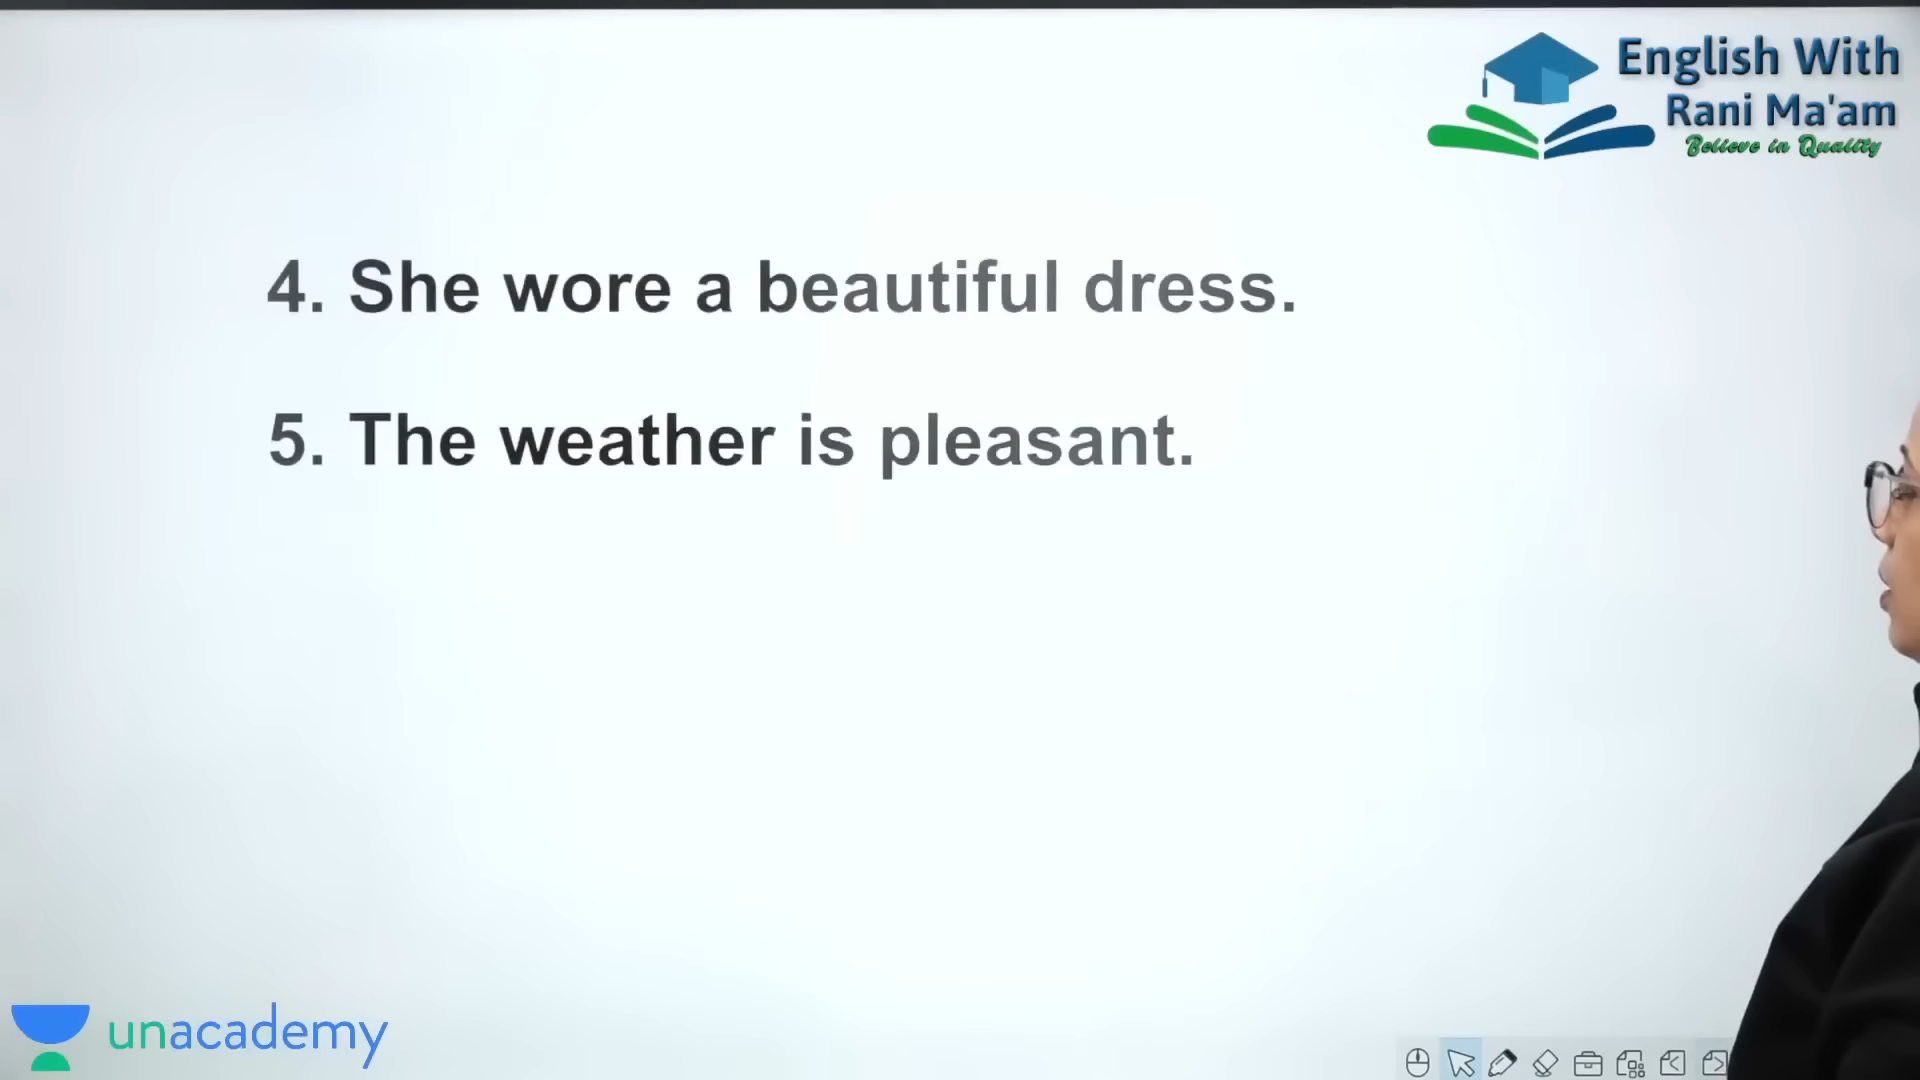 English With
Rani Ma'am
Believe in Quality
4. She wore a beautiful dress.
5. The weather is pleasant.
unacademy